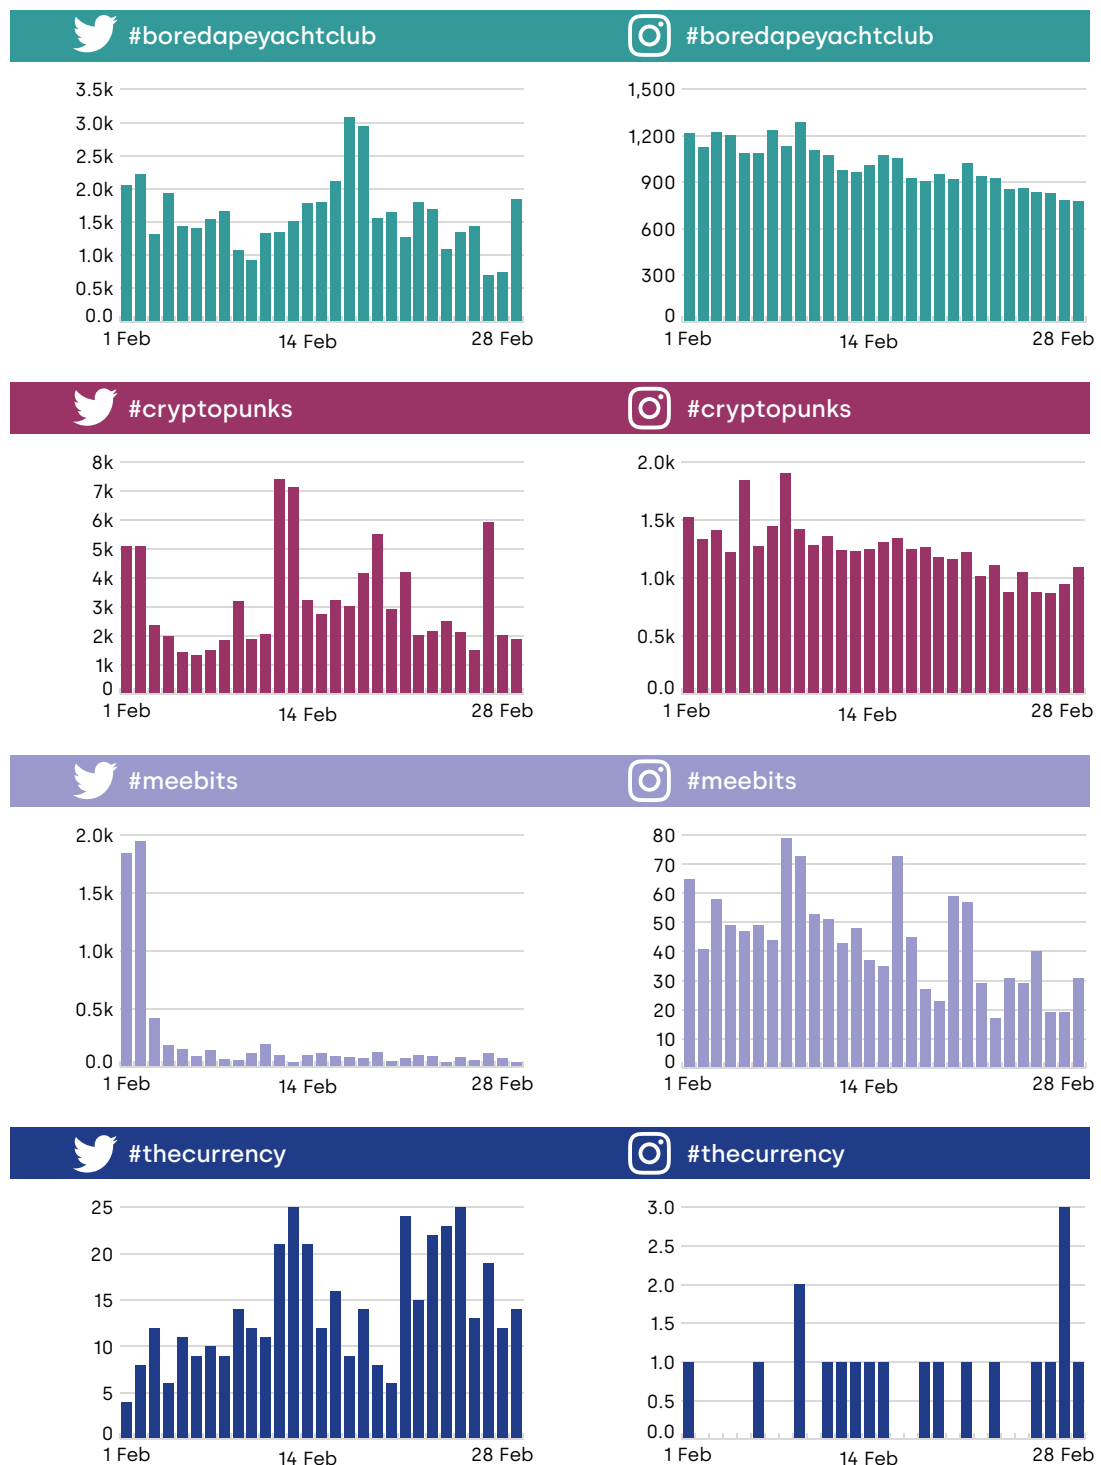 #boredapeyachtclub
3.5k
3.0k
2.5k
2.0k
1.5k
1.0k
0.5k
0.0
1 Feb 14 Feb 28 Feb
#boredapeyachtclub
1,500
1,200
900
600
300
0
1 Feb 14 Feb 28 Feb
#cryptopunks
8k
7k
6k
5k
4k
3k
2k
1k
0
1 Feb 14 Feb 28 Feb
#cryptopunks
2.0k
1.5k
1.0k
0.5k
0.0
1 Feb 14 Feb 28 Feb
#meebits
2.0k
1.5k
1.0k
0.5k
0.0
1 Feb 14 Feb 28 Feb
#meebits
80
70
60
50
40
30
20
10
0
1 Feb 14 Feb 28 Feb
#thecurrency
25
20
15
10
5
0
1 Feb 14 Feb 28 Feb
#thecurrency
3.0
2.5
2.0
1.5
1.0
0.5
0.0
1 Feb 14 Feb 28 Feb